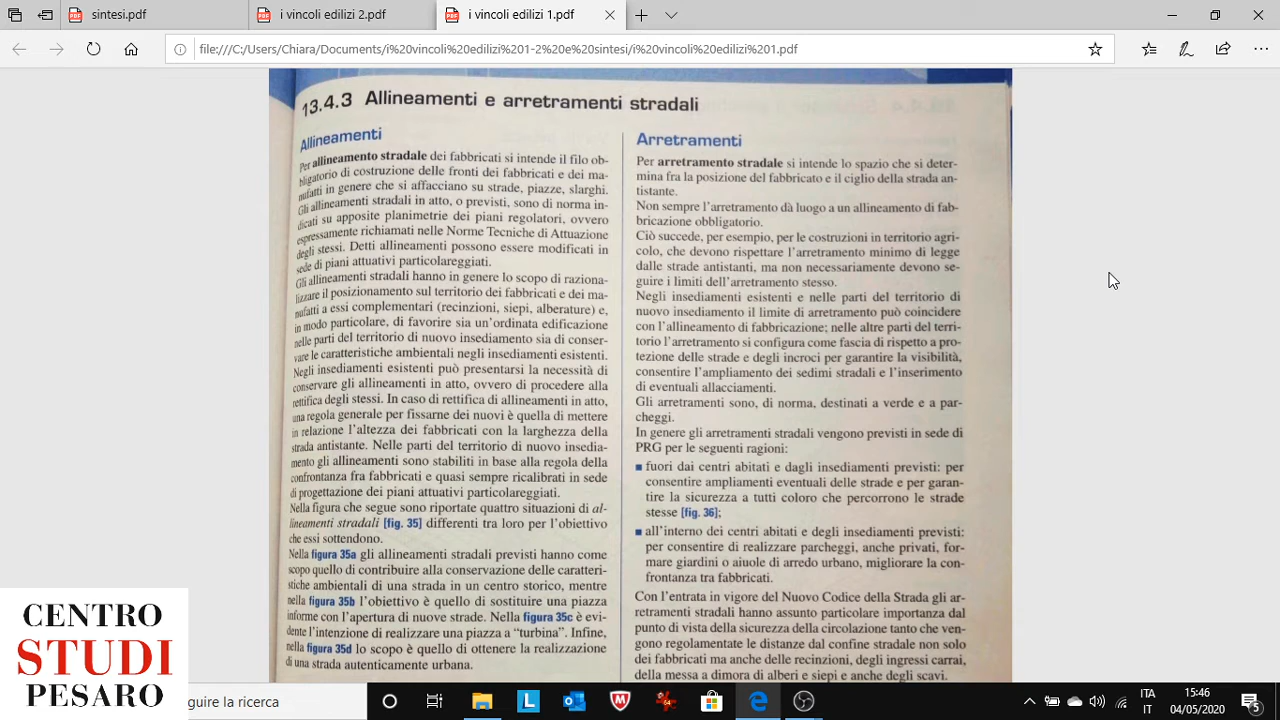 sintesi.pdf
i vincoli edilizi 2.pdf
i vincoli edilizi 1.pdf
file:///C:/Users/Chiara/Documents/i%20vincoli%20edilizi%201-2%20e%20sintesi/i%20vincoli%20edilizi%201.pdf
13.4.3 Allineamenti e arretramenti stradali
Allineamenti
Per allineamento stradale dei fabbricati si intende il filo ob-
bligatorio di costruzione delle fronti dei fabbricati e dei ma-
nufatti in genere che si affacciano su strade, piazze, slarghi.
Gli allineamenti stradali in atto, o previsti, sono di norma in-
dicati su apposite planimetrie dei piani regolatori, ovvero
espressamente richiamati nelle Norme Tecniche di Attuazione
degli stessi. Detti allineamenti possono essere modificati in
sede di piani attuativi particolareggiati.
Gli allineamenti stradali hanno in genere lo scopo di raziona-
lizzare il posizionamento sul territorio dei fabbricati e dei ma-
nufatti a essi complementari (recinzioni, siepi, alberature) e,
in modo particolare, di favorire sia un'ordinata edificazione
nelle parti del territorio di nuovo insediamento sia di conser-
vare le caratteristiche ambientali negli insediamenti esistenti.
Negli insediamenti esistenti può presentarsi la necessità di
conservare gli allineamenti in atto, ovvero di procedere alla
rettifica degli stessi. In caso di rettifica di allineamenti in atto,
una regola generale per fissarne dei nuovi è quella di mettere
in relazione l'altezza dei fabbricati con la larghezza della
strada antistante. Nelle parti del territorio di nuovo insedia-
mento gli allineamenti sono stabiliti in base alla regola della
confrontanza fra fabbricati e quasi sempre ricalibrati in sede
di progettazione dei piani attuativi particolareggiati.
Nella figura che segue sono riportate quattro situazioni di al-
lineamenti stradali [fig. 35] differenti tra loro per l'obiettivo
che essi sottendono.
Nella figura 35a gli allineamenti stradali previsti hanno come
scopo quello di contribuire alla conservazione delle caratteri-
stiche ambientali di una strada in un centro storico, mentre
nella figura 35b l'obiettivo è quello di sostituire una piazza
informe con l'apertura di nuove strade. Nella figura 35c è evi-
dente l'intenzione di realizzare una piazza a "turbina". Infine,
nella figura 35d lo scopo è quello di ottenere la realizzazione
di una strada autenticamente urbana.
Arretramenti
Per arretramento stradale si intende lo spazio che si deter-
mina fra la posizione del fabbricato e il ciglio della strada an-
tistante.
Non sempre l'arretramento dà luogo a un allineamento di fab-
bricazione obbligatorio.
Ciò succede, per esempio, per le costruzioni in territorio agri-
colo, che devono rispettare l'arretramento minimo di legge
dalle strade antistanti, ma non necessariamente devono se-
guire i limiti dell'arretramento stesso.
Negli insediamenti esistenti e nelle parti del territorio di
nuovo insediamento il limite di arretramento può coincidere
con l'allineamento di fabbricazione; nelle altre parti del terri-
torio l'arretramento si configura come fascia di rispetto a pro-
tezione delle strade e degli incroci per garantire la visibilità,
consentire l'ampliamento dei sedimi stradali e l'inserimento
di eventuali allacciamenti.
Gli arretramenti sono, di norma, destinati a verde e a par-
cheggi.
In genere gli arretramenti stradali vengono previsti in sede di
PRG per le seguenti ragioni:
■ fuori dai centri abitati e dagli insediamenti previsti: per
consentire ampliamenti eventuali delle strade e per garan-
tire la sicurezza a tutti coloro che percorrono le strade
stesse [fig. 36];
■ all'interno dei centri abitati e degli insediamenti previsti:
per consentire di realizzare parcheggi, anche privati, for-
mare giardini o aiuole di arredo urbano, migliorare la con-
frontanza tra fabbricati.
Con l'entrata in vigore del Nuovo Codice della Strada gli ar-
retramenti stradali hanno assunto particolare importanza dal
punto di vista della sicurezza della circolazione tanto che ven-
gono regolamentate le distanze dal confine stradale non solo
dei fabbricati ma anche delle recinzioni, degli ingressi carrai,
della messa a dimora di alberi e siepi e anche degli scavi.
CENTRO
STUDI
PESARO
guire la ricerca
ITA
IT
15:46
04/05/2020
5